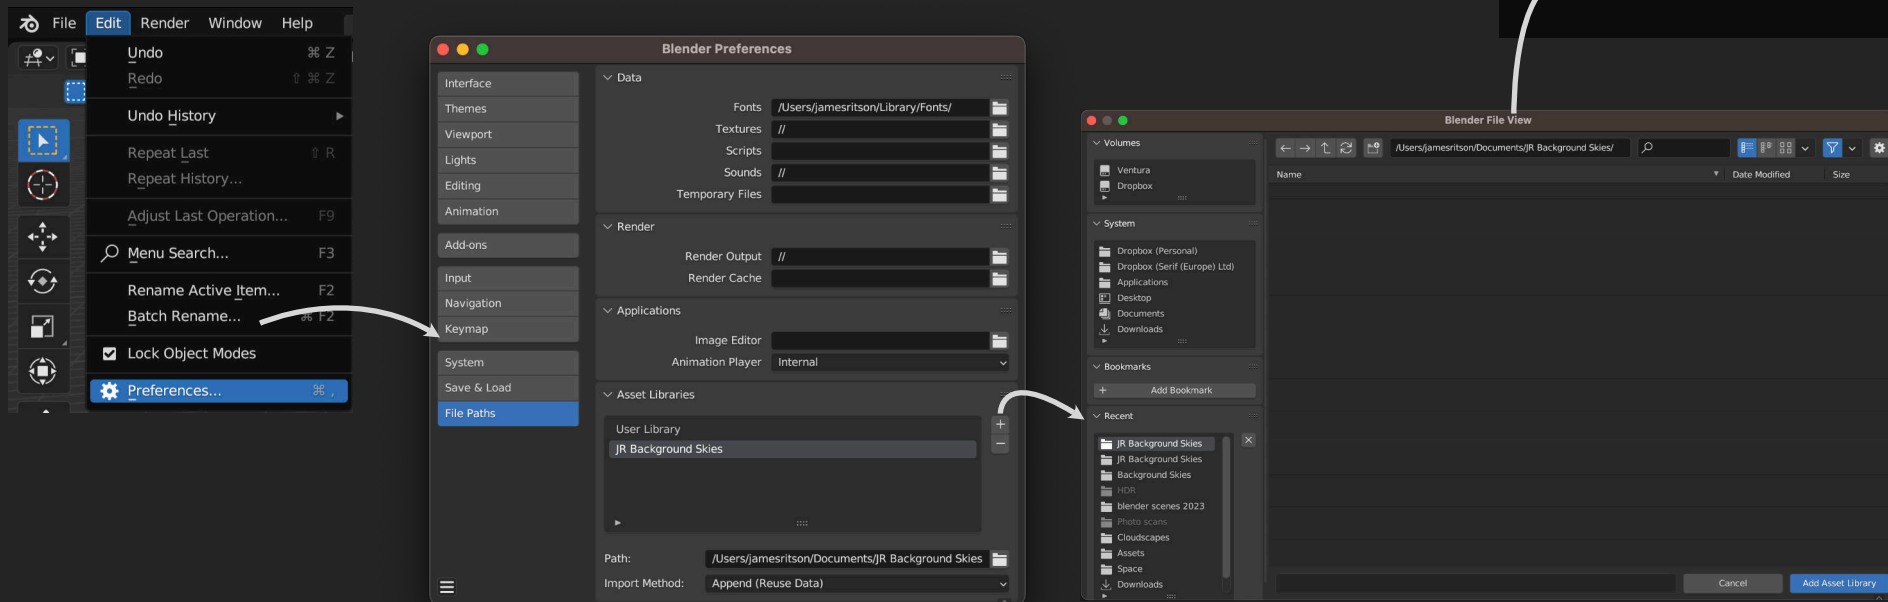 File Edit Render Window Help
Undo ⌘ Z
Redo ⇧ ⌘ Z
Undo History
Repeat Last ⇧ R
Repeat History...
Adjust Last Operation... F9
Menu Search... F3
Rename Active Item... F2
Batch Rename... ⌘ F2
Lock Object Modes
Preferences... ⌘ ,
Blender Preferences
Interface
Themes
Viewport
Lights
Editing
Animation
Add-ons
Input
Navigation
Keymap
System
Save & Load
File Paths
Data
Fonts /Users/jamesritson/Library/Fonts/
Textures //
Scripts
Sounds //
Temporary Files
Render
Render Output //
Render Cache
Applications
Image Editor
Animation Player Internal
Asset Libraries
User Library
JR Background Skies
Path: /Users/jamesritson/Documents/JR Background Skies
Import Method: Append (Reuse Data)
Blender File View
Volumes
Ventura
Dropbox
System
Dropbox (Personal)
Dropbox (Serif (Europe) Ltd)
Applications
Desktop
Documents
Downloads
Bookmarks
Add Bookmark
Recent
JR Background Skies
JR Background Skies
Background Skies
HDR
blender scenes 2023
Photo scans
Cloudscapes
Assets
Space
Downloads
/Users/jamesritson/Documents/JR Background Skies/
Name Date Modified Size
Cancel Add Asset Library